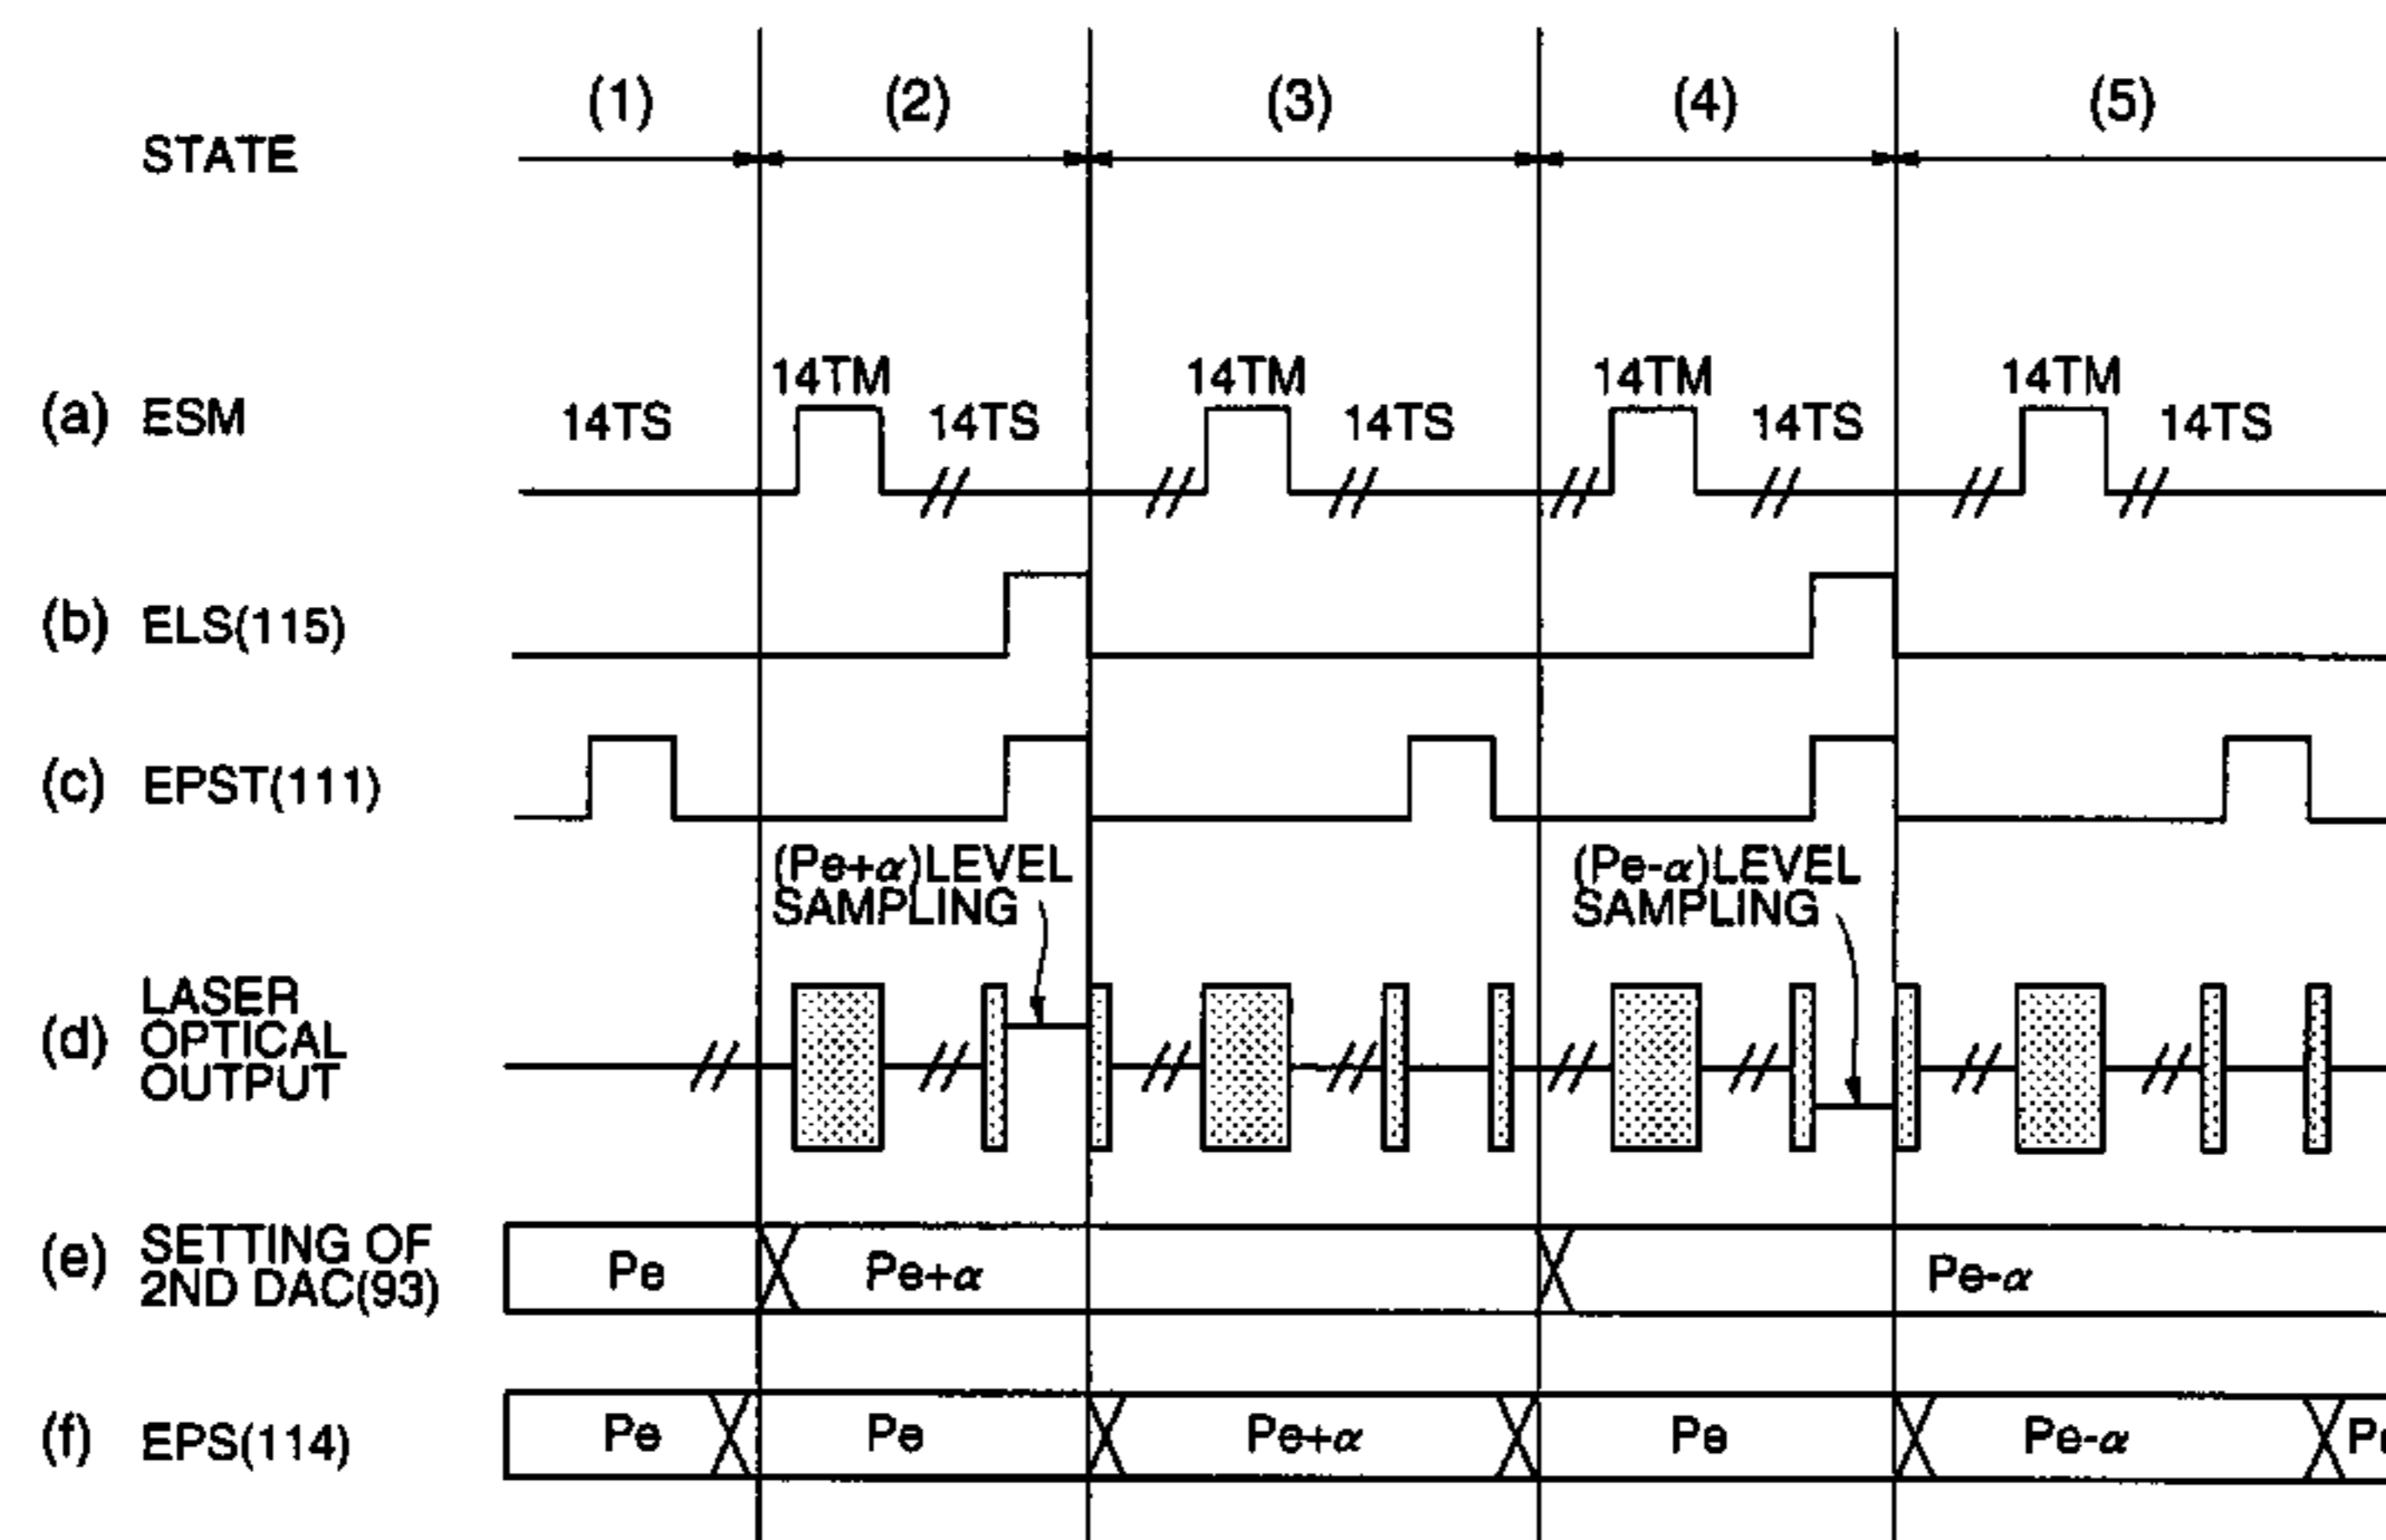 (1) (2) (3) (4) (5)
STATE
14TM 14TM 14TM 14TM
(a) ESM 14TS 14TS 14TS 14TS 14TS
(b) ELS(115)
(c) EPST(111)
(Pe+α)LEVEL
SAMPLING
(Pe-α)LEVEL
SAMPLING
(d) LASER
OPTICAL
OUTPUT
(e) SETTING OF
2ND DAC(93)
Pe Pe+α Pe-α
(f) EPS(114) Pe Pe Pe+α Pe Pe-α